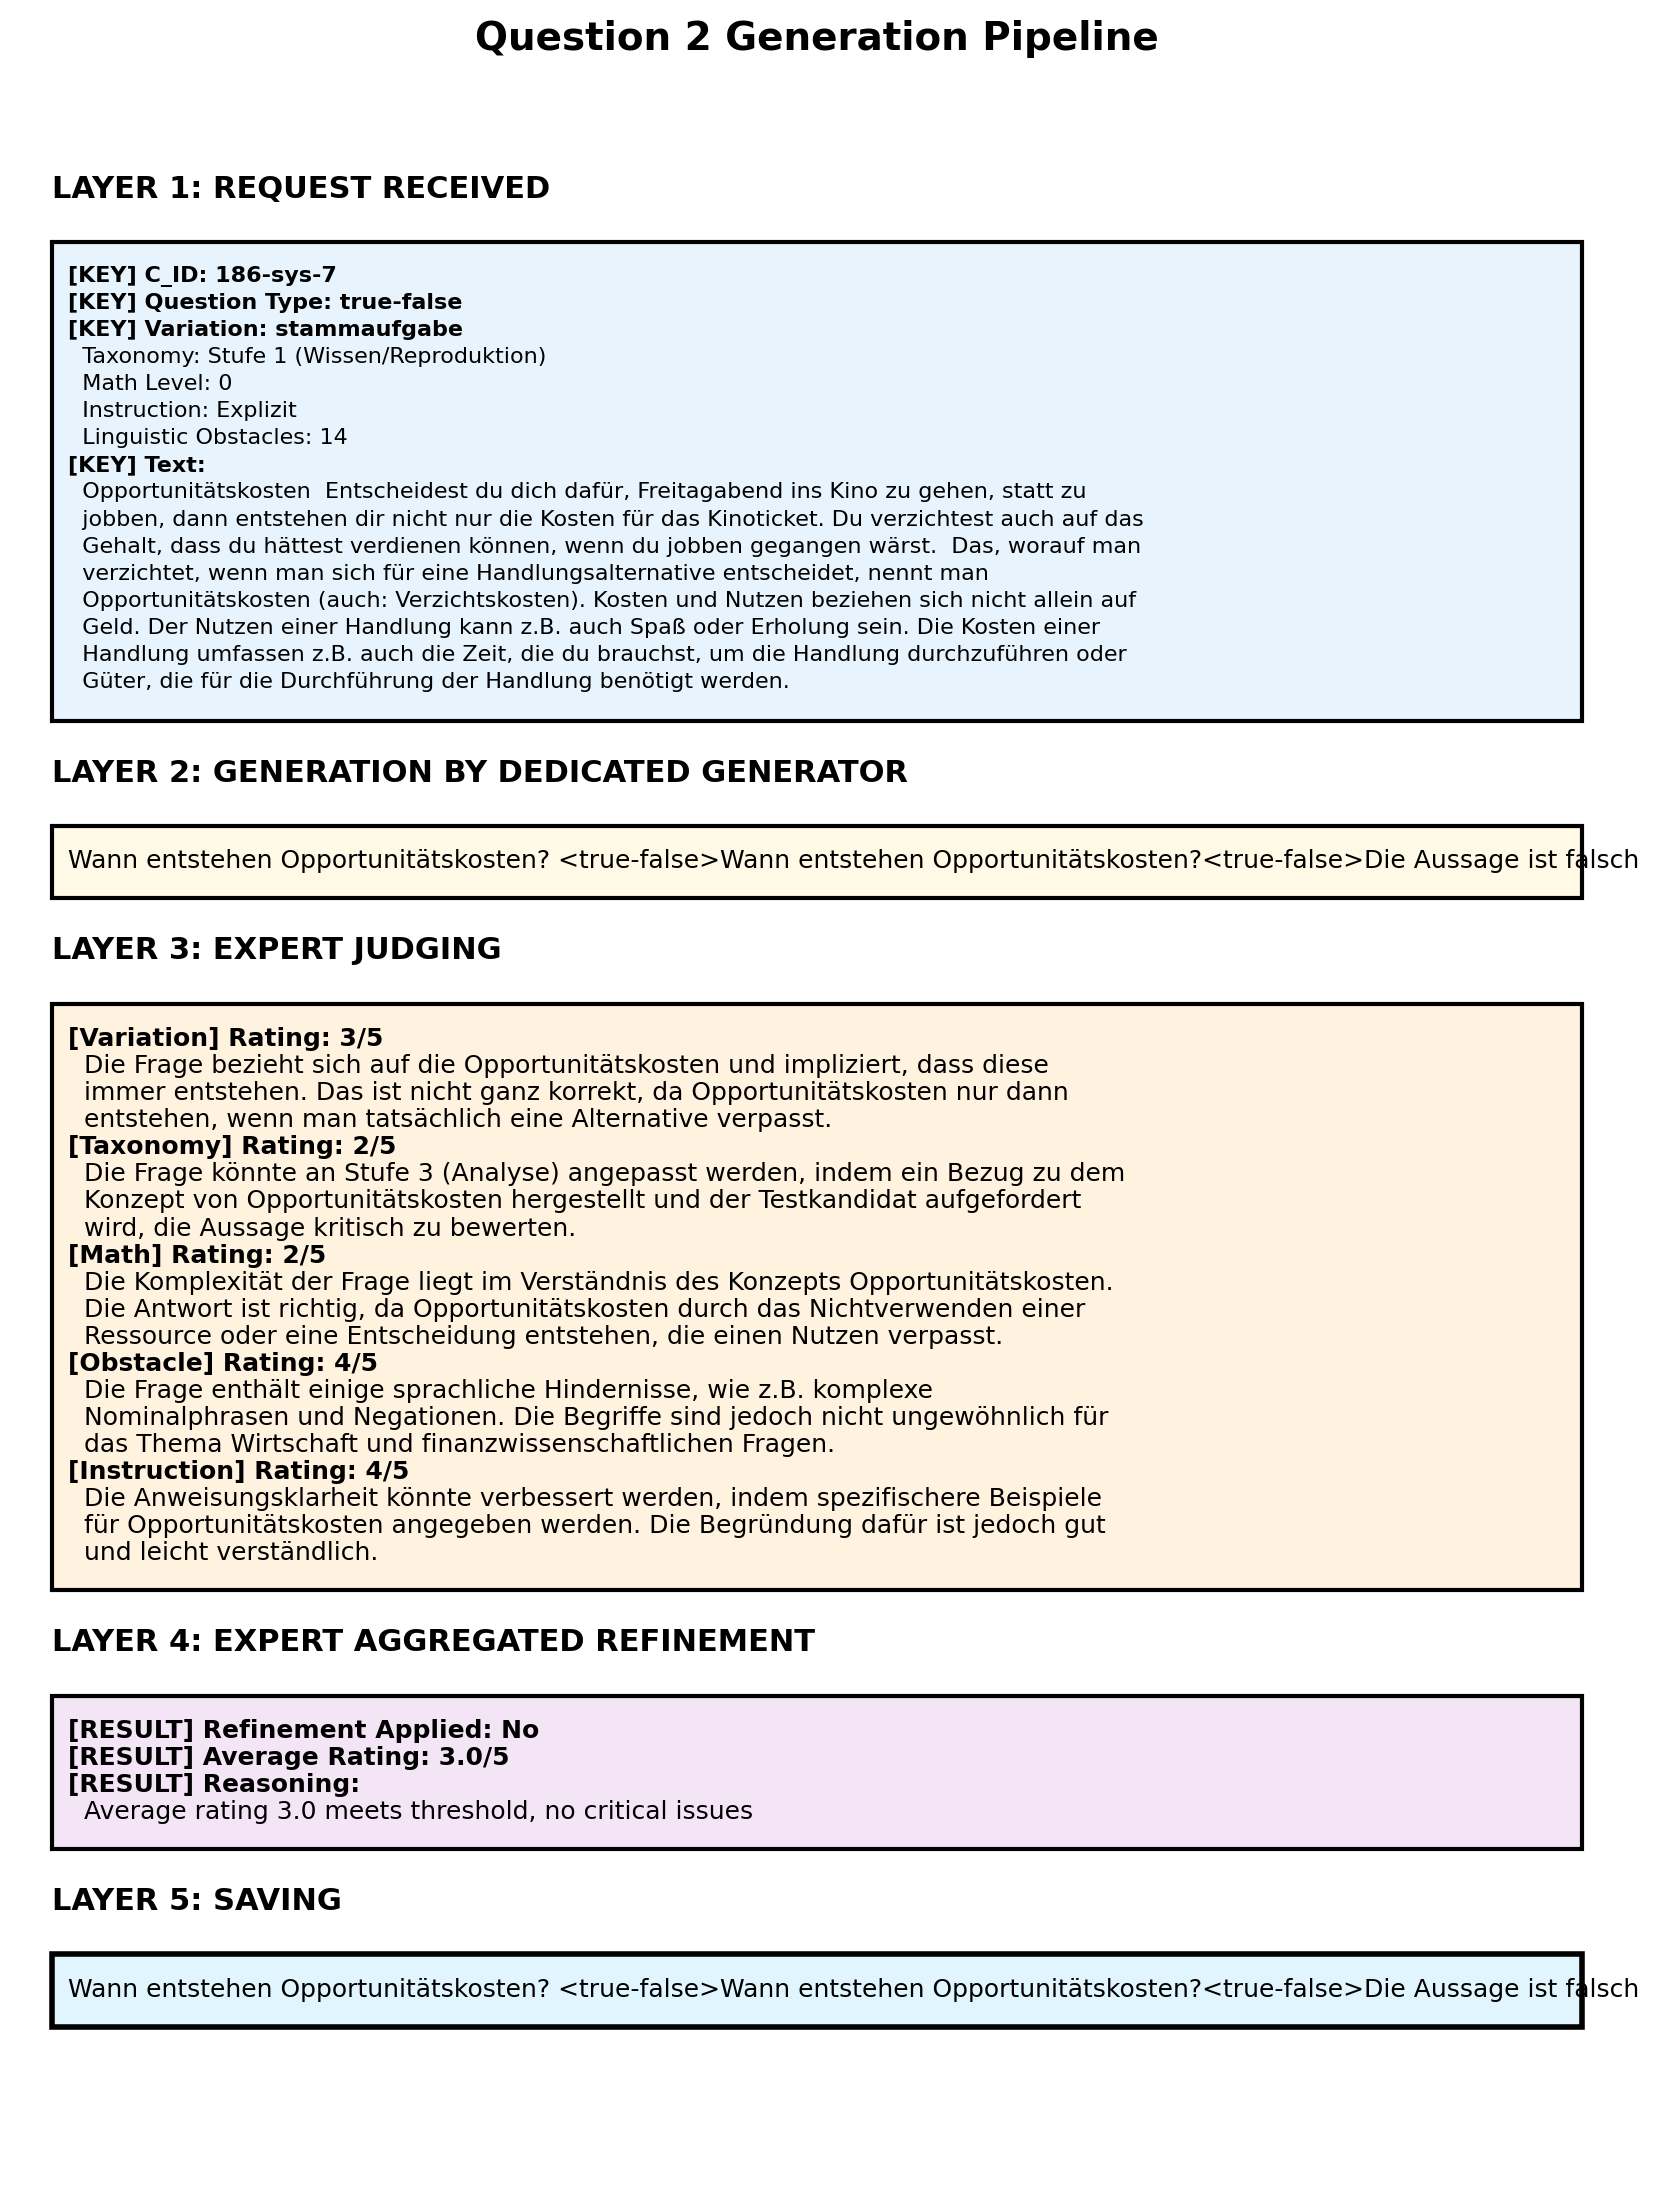 Question 2 Generation Pipeline
LAYER 1: REQUEST RECEIVED
[KEY] C_ID: 186-sys-7
[KEY] Question Type: true-false
[KEY] Variation: stammaufgabe
Taxonomy: Stufe 1 (Wissen/Reproduktion)
Math Level: 0
Instruction: Explizit
Linguistic Obstacles: 14
[KEY] Text:
Opportunitätskosten  Entscheidest du dich dafür, Freitagabend ins Kino zu gehen, statt zu
jobben, dann entstehen dir nicht nur die Kosten für das Kinoticket. Du verzichtest auch auf das
Gehalt, dass du hättest verdienen können, wenn du jobben gegangen wärst.  Das, worauf man
verzichtet, wenn man sich für eine Handlungsalternative entscheidet, nennt man
Opportunitätskosten (auch: Verzichtskosten). Kosten und Nutzen beziehen sich nicht allein auf
Geld. Der Nutzen einer Handlung kann z.B. auch Spaß oder Erholung sein. Die Kosten einer
Handlung umfassen z.B. auch die Zeit, die du brauchst, um die Handlung durchzuführen oder
Güter, die für die Durchführung der Handlung benötigt werden.
LAYER 2: GENERATION BY DEDICATED GENERATOR
Wann entstehen Opportunitätskosten? <true-false>Wann entstehen Opportunitätskosten?<true-false>Die Aussage ist falsch
LAYER 3: EXPERT JUDGING
[Variation] Rating: 3/5
Die Frage bezieht sich auf die Opportunitätskosten und impliziert, dass diese
immer entstehen. Das ist nicht ganz korrekt, da Opportunitätskosten nur dann
entstehen, wenn man tatsächlich eine Alternative verpasst.
[Taxonomy] Rating: 2/5
Die Frage könnte an Stufe 3 (Analyse) angepasst werden, indem ein Bezug zu dem
Konzept von Opportunitätskosten hergestellt und der Testkandidat aufgefordert
wird, die Aussage kritisch zu bewerten.
[Math] Rating: 2/5
Die Komplexität der Frage liegt im Verständnis des Konzepts Opportunitätskosten.
Die Antwort ist richtig, da Opportunitätskosten durch das Nichtverwenden einer
Ressource oder eine Entscheidung entstehen, die einen Nutzen verpasst.
[Obstacle] Rating: 4/5
Die Frage enthält einige sprachliche Hindernisse, wie z.B. komplexe
Nominalphrasen und Negationen. Die Begriffe sind jedoch nicht ungewöhnlich für
das Thema Wirtschaft und finanzwissenschaftlichen Fragen.
[Instruction] Rating: 4/5
Die Anweisungsklarheit könnte verbessert werden, indem spezifischere Beispiele
für Opportunitätskosten angegeben werden. Die Begründung dafür ist jedoch gut
und leicht verständlich.
LAYER 4: EXPERT AGGREGATED REFINEMENT
[RESULT] Refinement Applied: No
[RESULT] Average Rating: 3.0/5
[RESULT] Reasoning:
Average rating 3.0 meets threshold, no critical issues
LAYER 5: SAVING
Wann entstehen Opportunitätskosten? <true-false>Wann entstehen Opportunitätskosten?<true-false>Die Aussage ist falsch